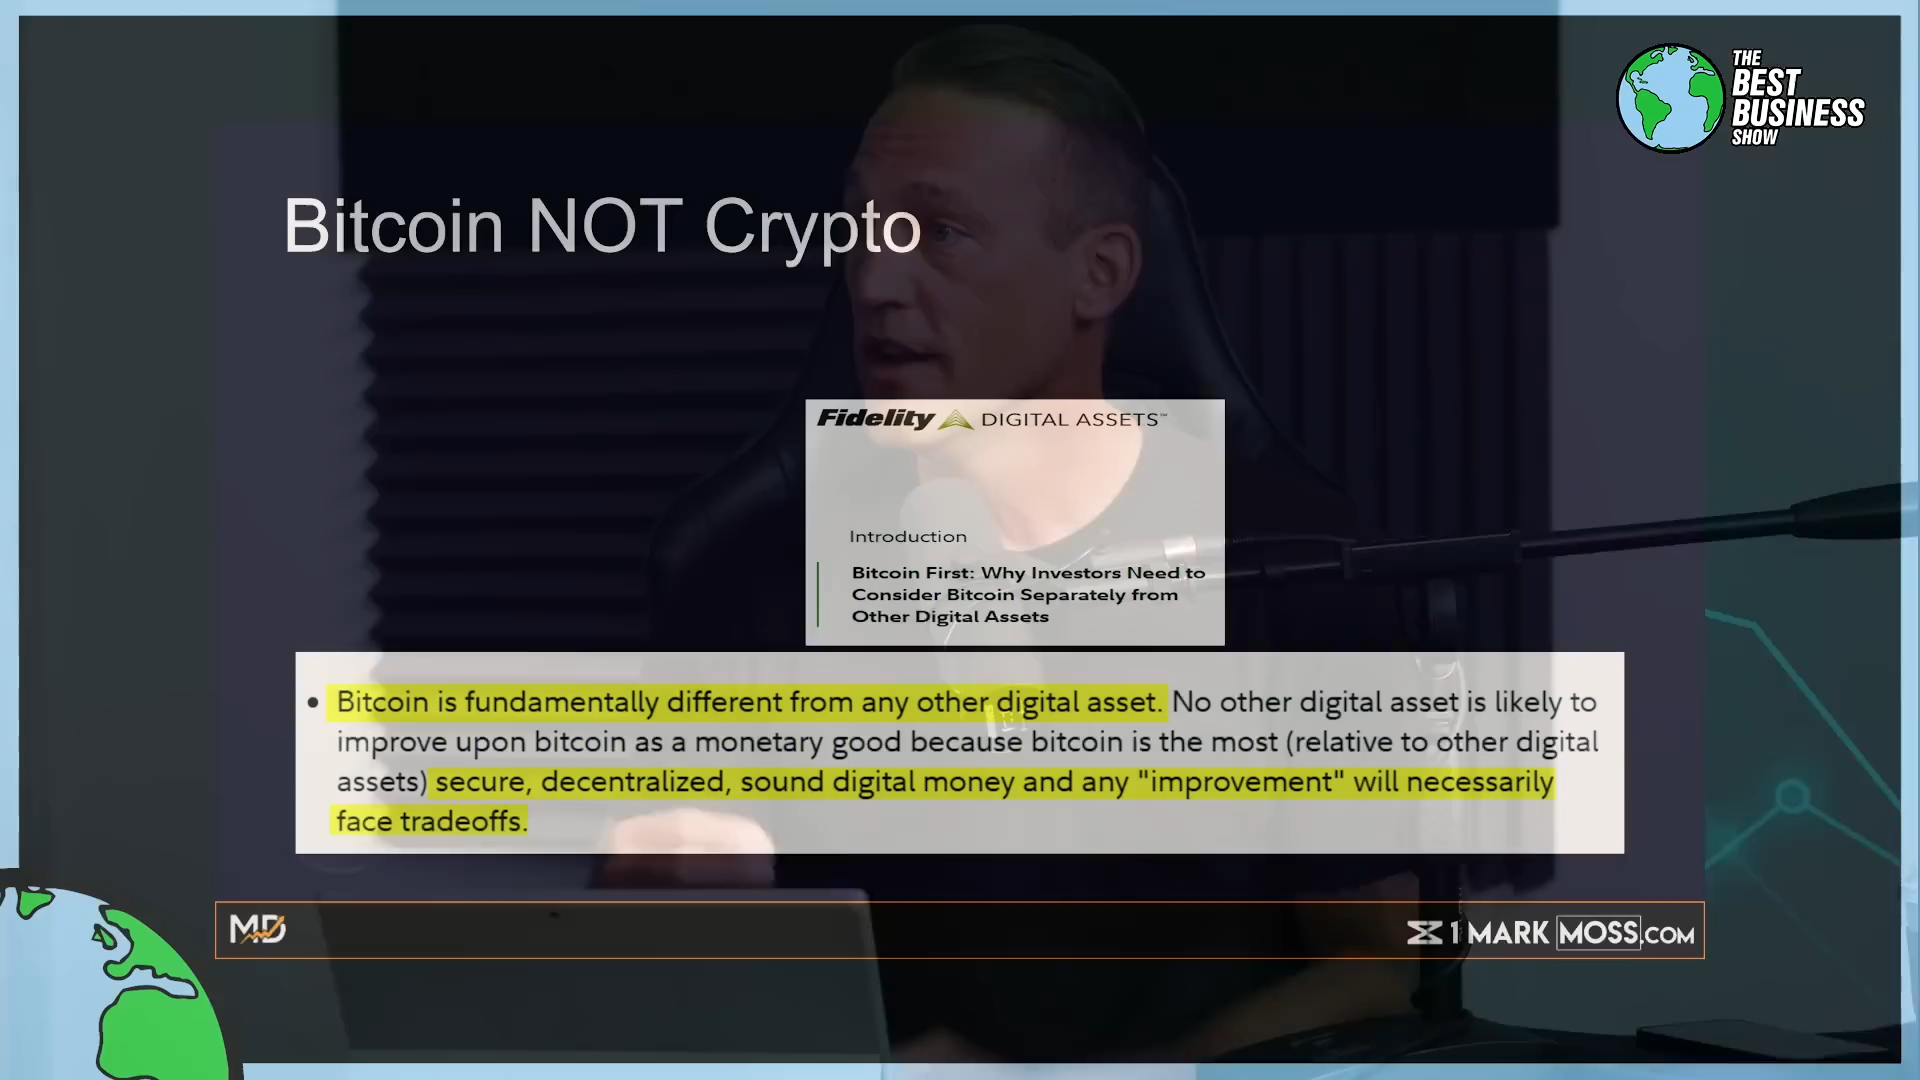 THE
BEST
BUSINESS
SHOW
Bitcoin NOT Crypto
Fidelity DIGITAL ASSETS™
Introduction
Bitcoin First: Why Investors Need to
Consider Bitcoin Separately from
Other Digital Assets
• Bitcoin is fundamentally different from any other digital asset. No other digital asset is likely to
improve upon bitcoin as a monetary good because bitcoin is the most (relative to other digital
assets) secure, decentralized, sound digital money and any "improvement" will necessarily
face tradeoffs.
MD
1 MARK MOSS.COM